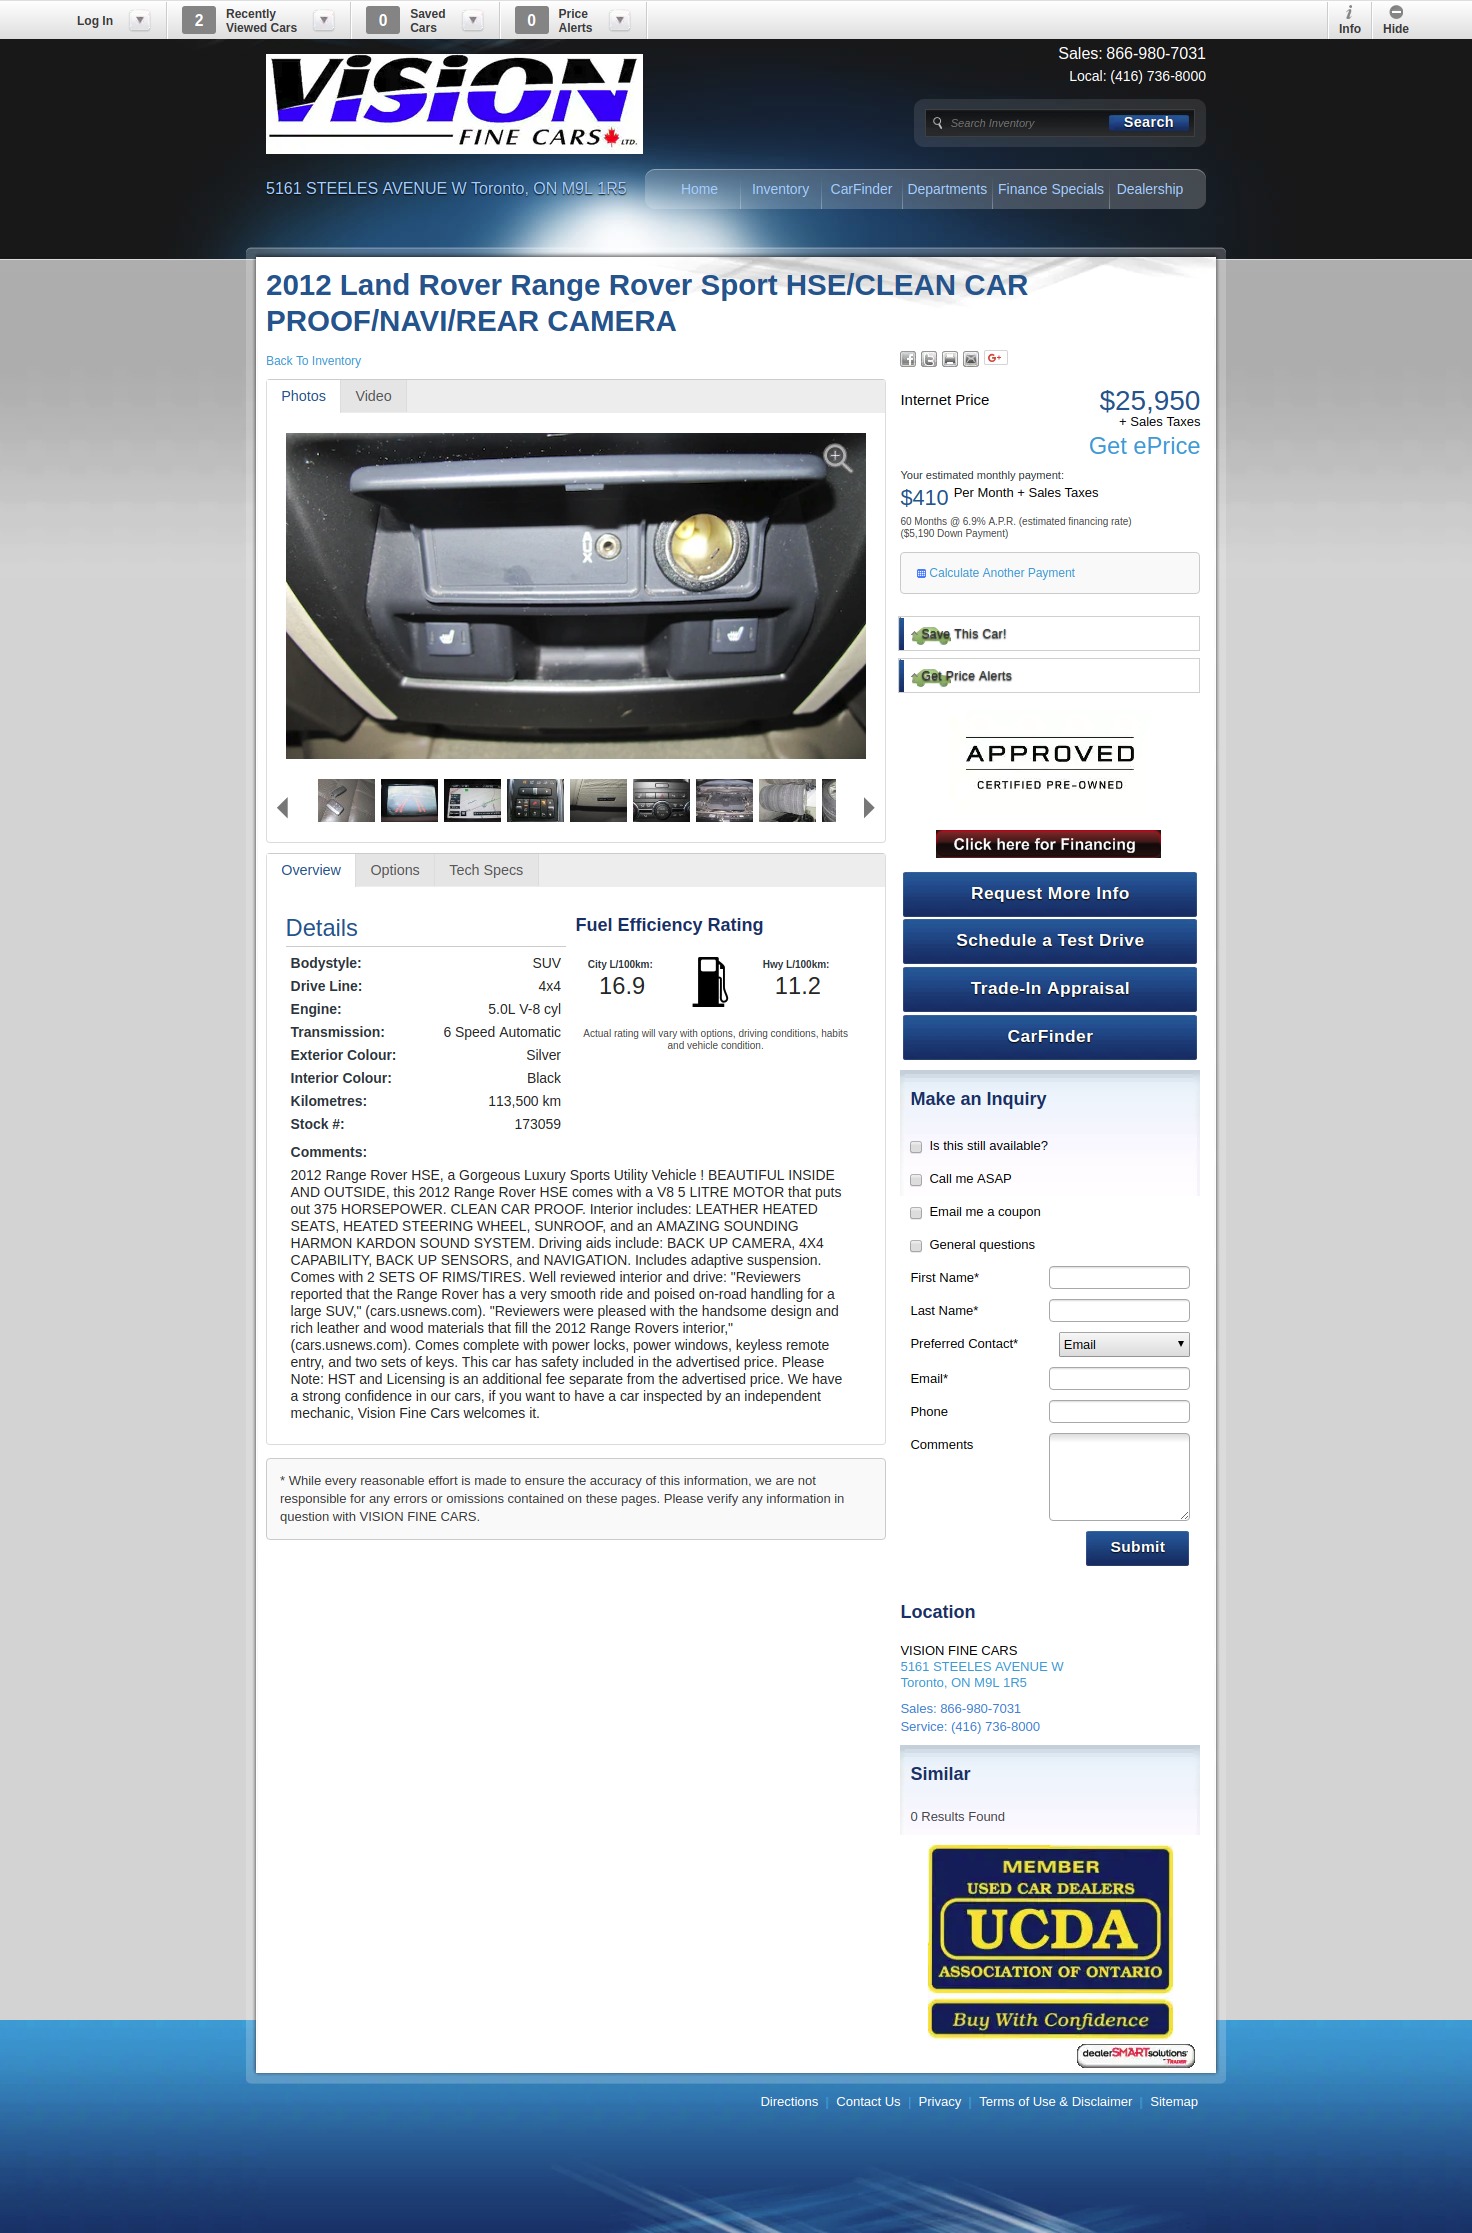 Log In
2 Recently Viewed Cars
0 Saved Cars
0 Price Alerts
Info
Hide
ViSiON
FINE CARS LTD.
Sales: 866-980-7031
Local: (416) 736-8000
Search Inventory
Search
5161 STEELES AVENUE W Toronto, ON M9L 1R5
Home Inventory CarFinder Departments Finance Specials Dealership
2012 Land Rover Range Rover Sport HSE/CLEAN CAR
PROOF/NAVI/REAR CAMERA
Back To Inventory
G+
Photos Video
AUX
Internet Price $25,950
+ Sales Taxes
Get ePrice
Your estimated monthly payment:
$410 Per Month + Sales Taxes
60 Months @ 6.9% A.P.R. (estimated financing rate)
($5,190 Down Payment)
Calculate Another Payment
Save This Car!
Get Price Alerts
APPROVED
CERTIFIED PRE-OWNED
Click here for Financing
Request More Info
Schedule a Test Drive
Trade-In Appraisal
CarFinder
Overview Options Tech Specs
Details
Bodystyle: SUV
Drive Line: 4x4
Engine: 5.0L V-8 cyl
Transmission: 6 Speed Automatic
Exterior Colour: Silver
Interior Colour: Black
Kilometres: 113,500 km
Stock #: 173059
Fuel Efficiency Rating
City L/100km: Hwy L/100km:
16.9 11.2
Actual rating will vary with options, driving conditions, habits
and vehicle condition.
Comments:
2012 Range Rover HSE, a Gorgeous Luxury Sports Utility Vehicle ! BEAUTIFUL INSIDE
AND OUTSIDE, this 2012 Range Rover HSE comes with a V8 5 LITRE MOTOR that puts
out 375 HORSEPOWER. CLEAN CAR PROOF. Interior includes: LEATHER HEATED
SEATS, HEATED STEERING WHEEL, SUNROOF, and an AMAZING SOUNDING
HARMON KARDON SOUND SYSTEM. Driving aids include: BACK UP CAMERA, 4X4
CAPABILITY, BACK UP SENSORS, and NAVIGATION. Includes adaptive suspension.
Comes with 2 SETS OF RIMS/TIRES. Well reviewed interior and drive: "Reviewers
reported that the Range Rover has a very smooth ride and poised on-road handling for a
large SUV," (cars.usnews.com). "Reviewers were pleased with the handsome design and
rich leather and wood materials that fill the 2012 Range Rovers interior,"
(cars.usnews.com). Comes complete with power locks, power windows, keyless remote
entry, and two sets of keys. This car has safety included in the advertised price. Please
Note: HST and Licensing is an additional fee separate from the advertised price. We have
a strong confidence in our cars, if you want to have a car inspected by an independent
mechanic, Vision Fine Cars welcomes it.
* While every reasonable effort is made to ensure the accuracy of this information, we are not
responsible for any errors or omissions contained on these pages. Please verify any information in
question with VISION FINE CARS.
Make an Inquiry
Is this still available?
Call me ASAP
Email me a coupon
General questions
First Name*
Last Name*
Preferred Contact* Email
Email*
Phone
Comments
Submit
Location
VISION FINE CARS
5161 STEELES AVENUE W
Toronto, ON M9L 1R5
Sales: 866-980-7031
Service: (416) 736-8000
Similar
0 Results Found
MEMBER
USED CAR DEALERS
UCDA
ASSOCIATION OF ONTARIO
Buy With Confidence
dealerSMARTsolutions
TRADER
Directions | Contact Us | Privacy | Terms of Use & Disclaimer | Sitemap